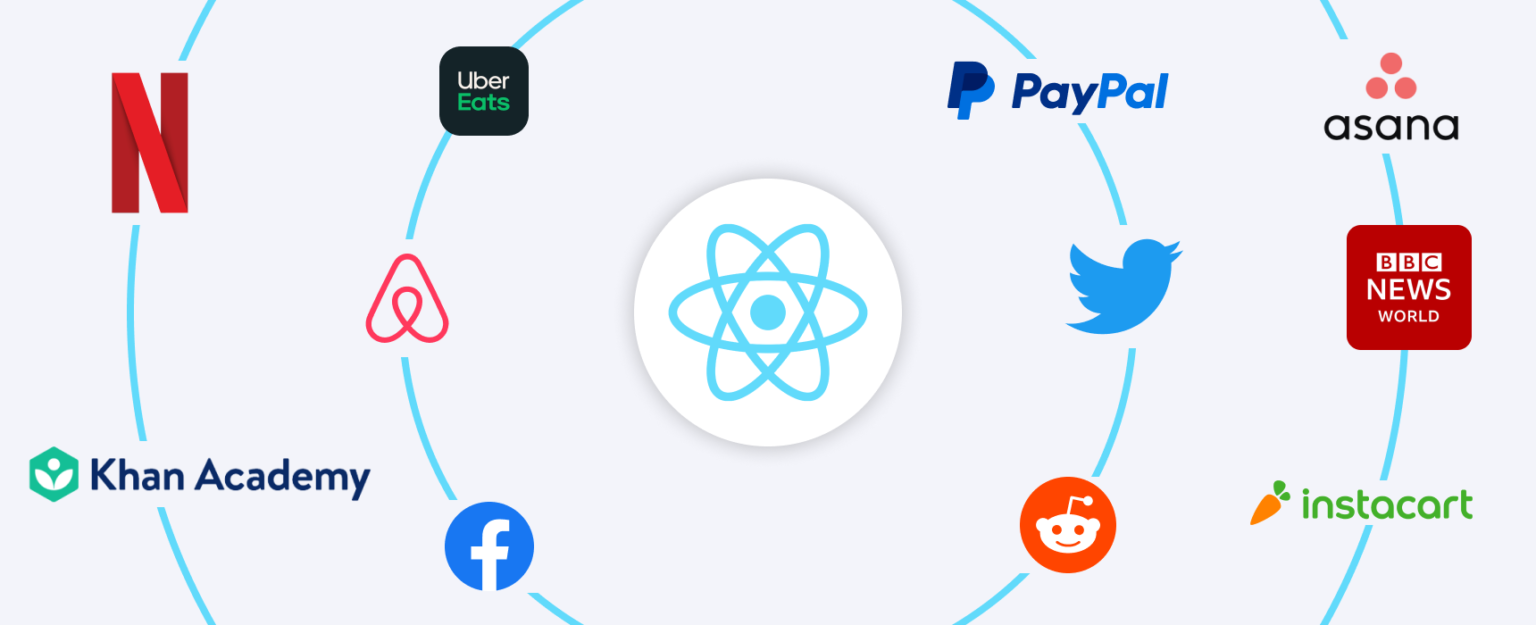 Uber
Eats
PayPal
asana
BBC
NEWS
WORLD
Khan Academy
instacart